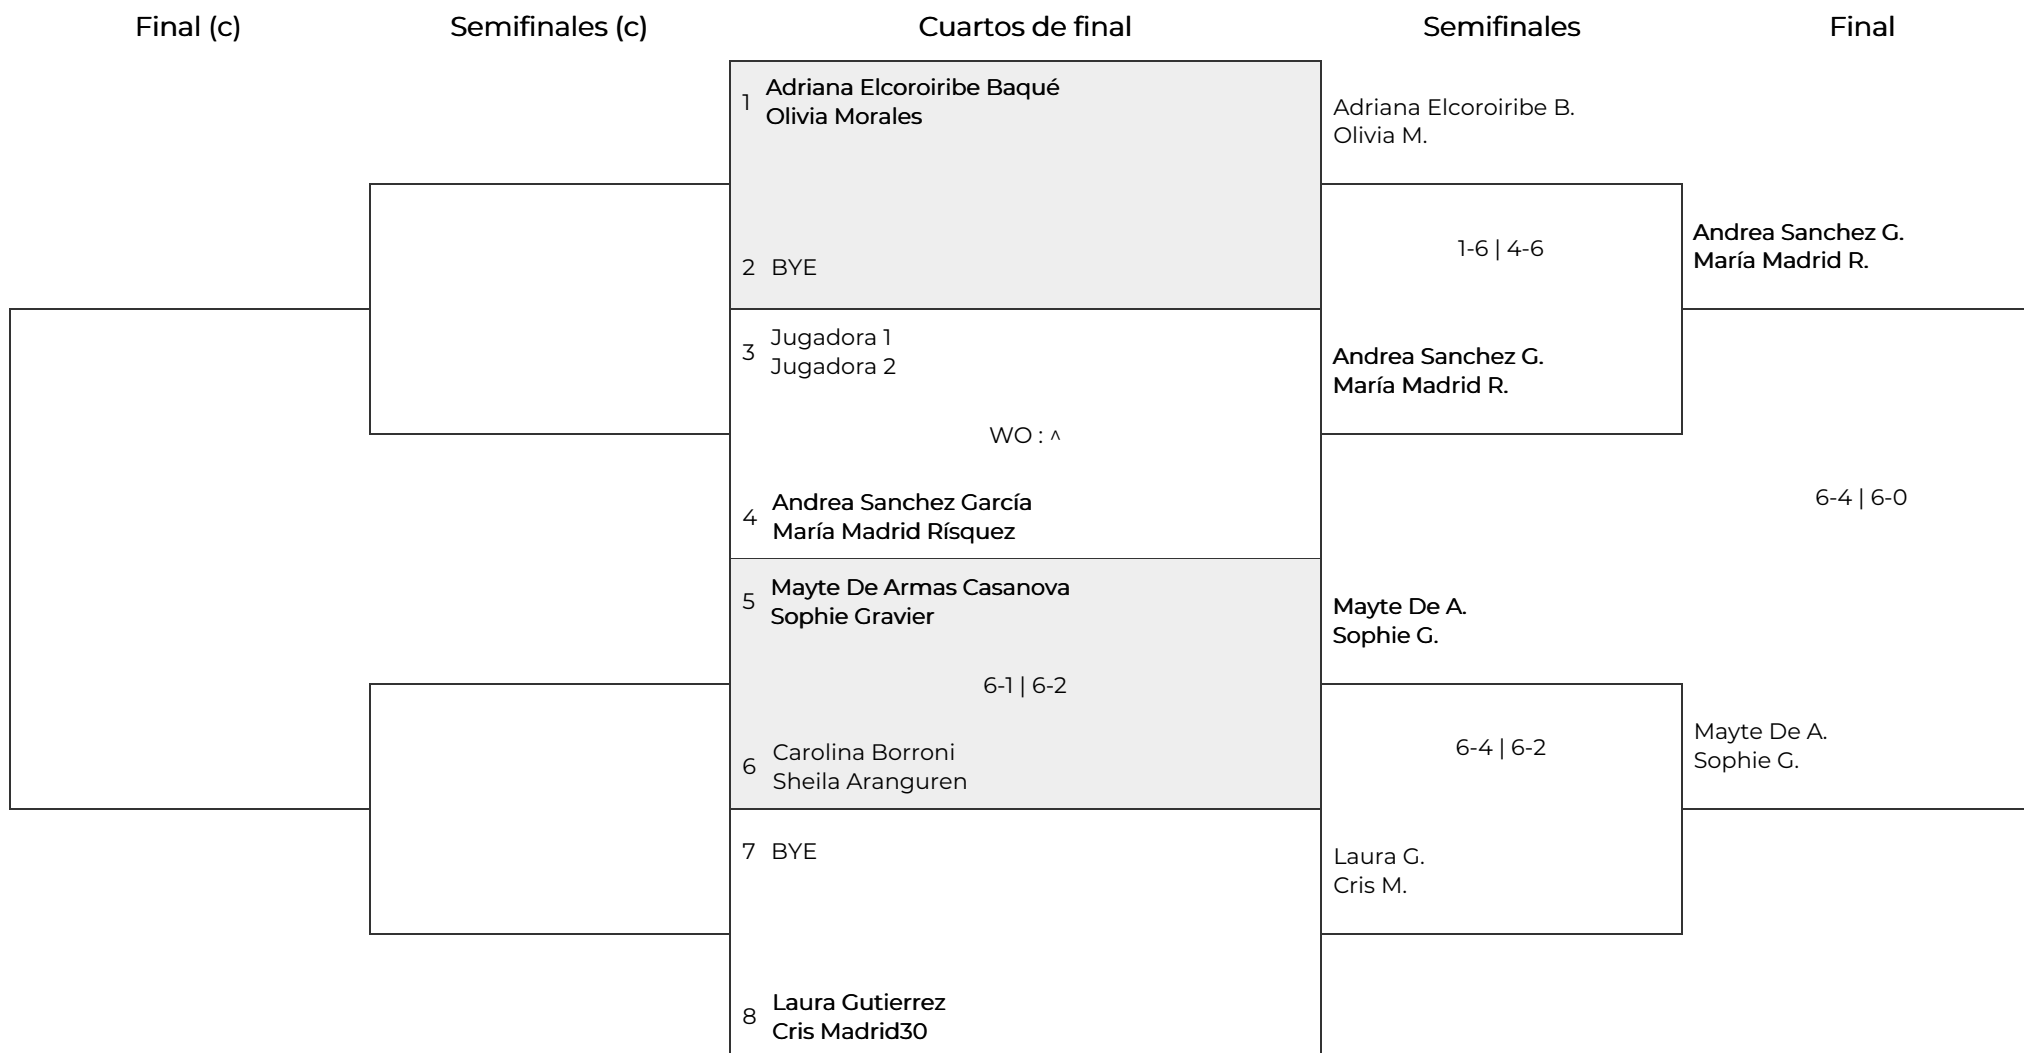 Final (c)
Semifinales (c)
Cuartos de final
Semifinales
Final
1
Adriana Elcoroiribe Baqué
Olivia Morales
2 BYE
3
Jugadora 1
Jugadora 2
WO : ^
4
Andrea Sanchez García
María Madrid Rísquez
5
Mayte De Armas Casanova
Sophie Gravier
6-1 | 6-2
6
Carolina Borroni
Sheila Aranguren
7 BYE
8
Laura Gutierrez
Cris Madrid30
Adriana Elcoroiribe B.
Olivia M.
1-6 | 4-6
Andrea Sanchez G.
María Madrid R.
Mayte De A.
Sophie G.
6-4 | 6-2
Laura G.
Cris M.
Andrea Sanchez G.
María Madrid R.
6-4 | 6-0
Mayte De A.
Sophie G.